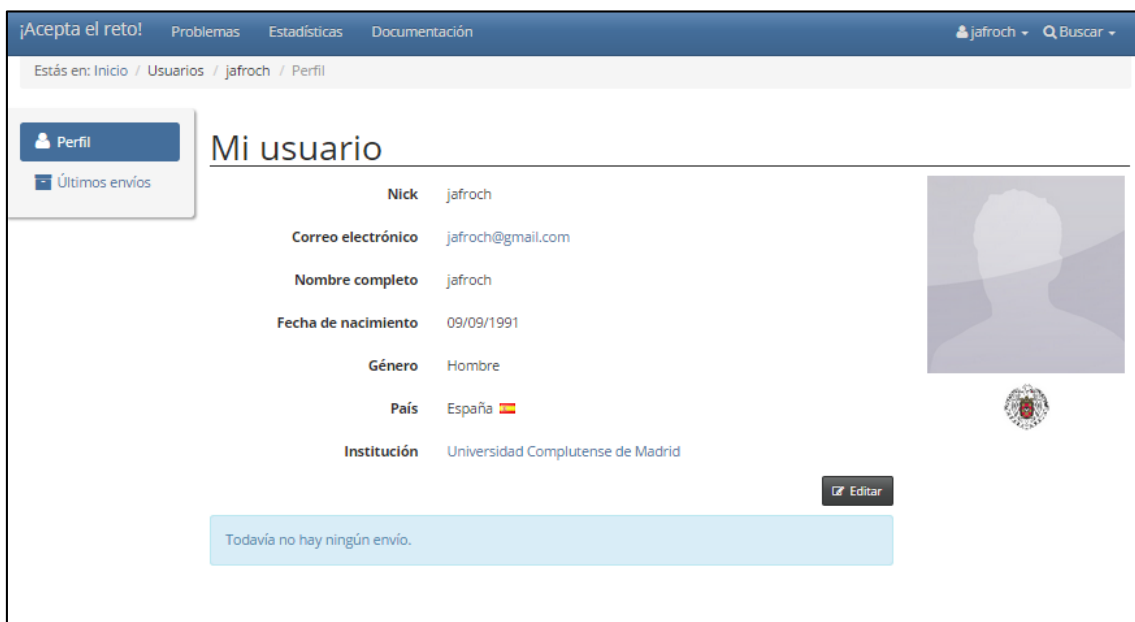 ¡Acepta el reto! Problemas Estadísticas Documentación jafroch Buscar
Estás en: Inicio / Usuarios / jafroch / Perfil
Perfil
Últimos envíos
Mi usuario
Nick jafroch
Correo electrónico jafroch@gmail.com
Nombre completo jafroch
Fecha de nacimiento 09/09/1991
Género Hombre
País España
Institución Universidad Complutense de Madrid
Editar
Todavía no hay ningún envío.